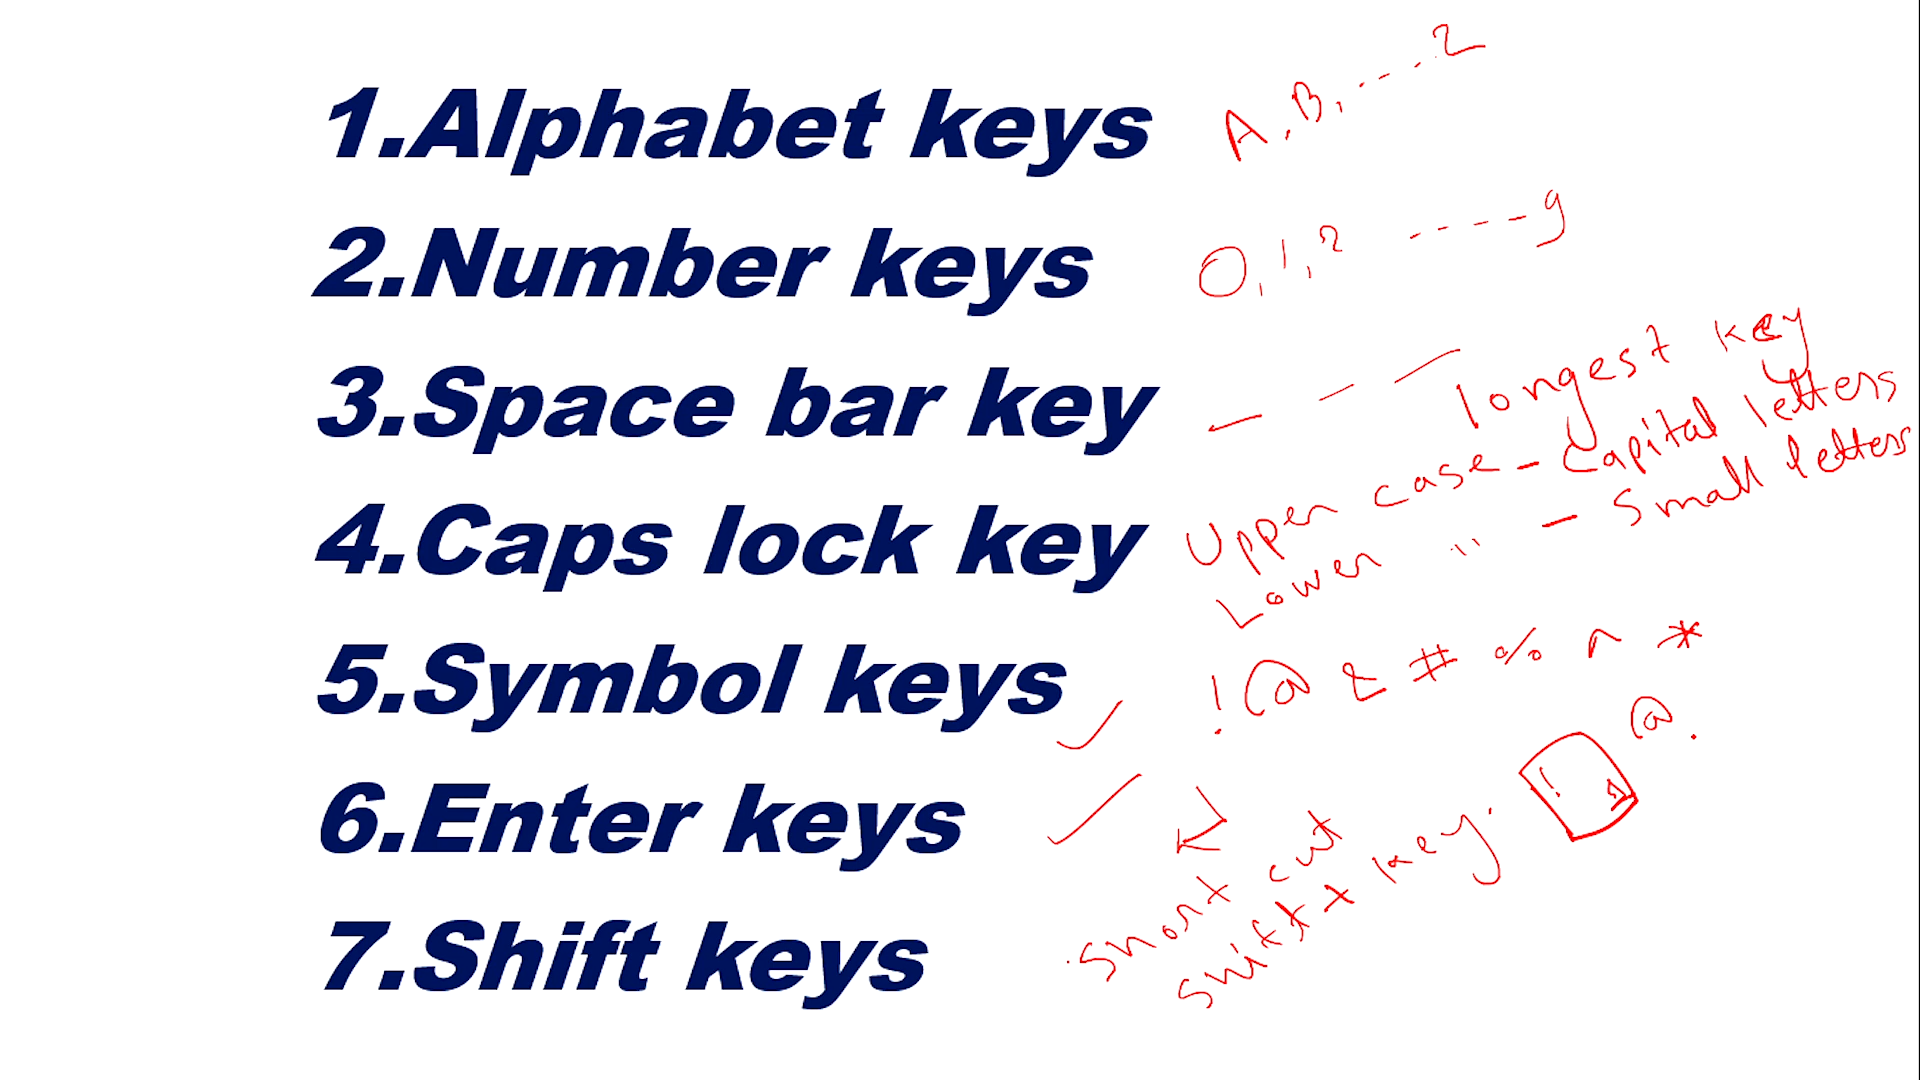 1.Alphabet keys A,B,---.Z
2.Number keys 0,1,2 ----9
3.Space bar key - - - longest key
Upper case - Capital letters
4.Caps lock key
Lower " - Small letters
5.Symbol keys ! @ & # % ^ *
@.
6.Enter keys
!
Short cut
Shift key.
7.Shift keys